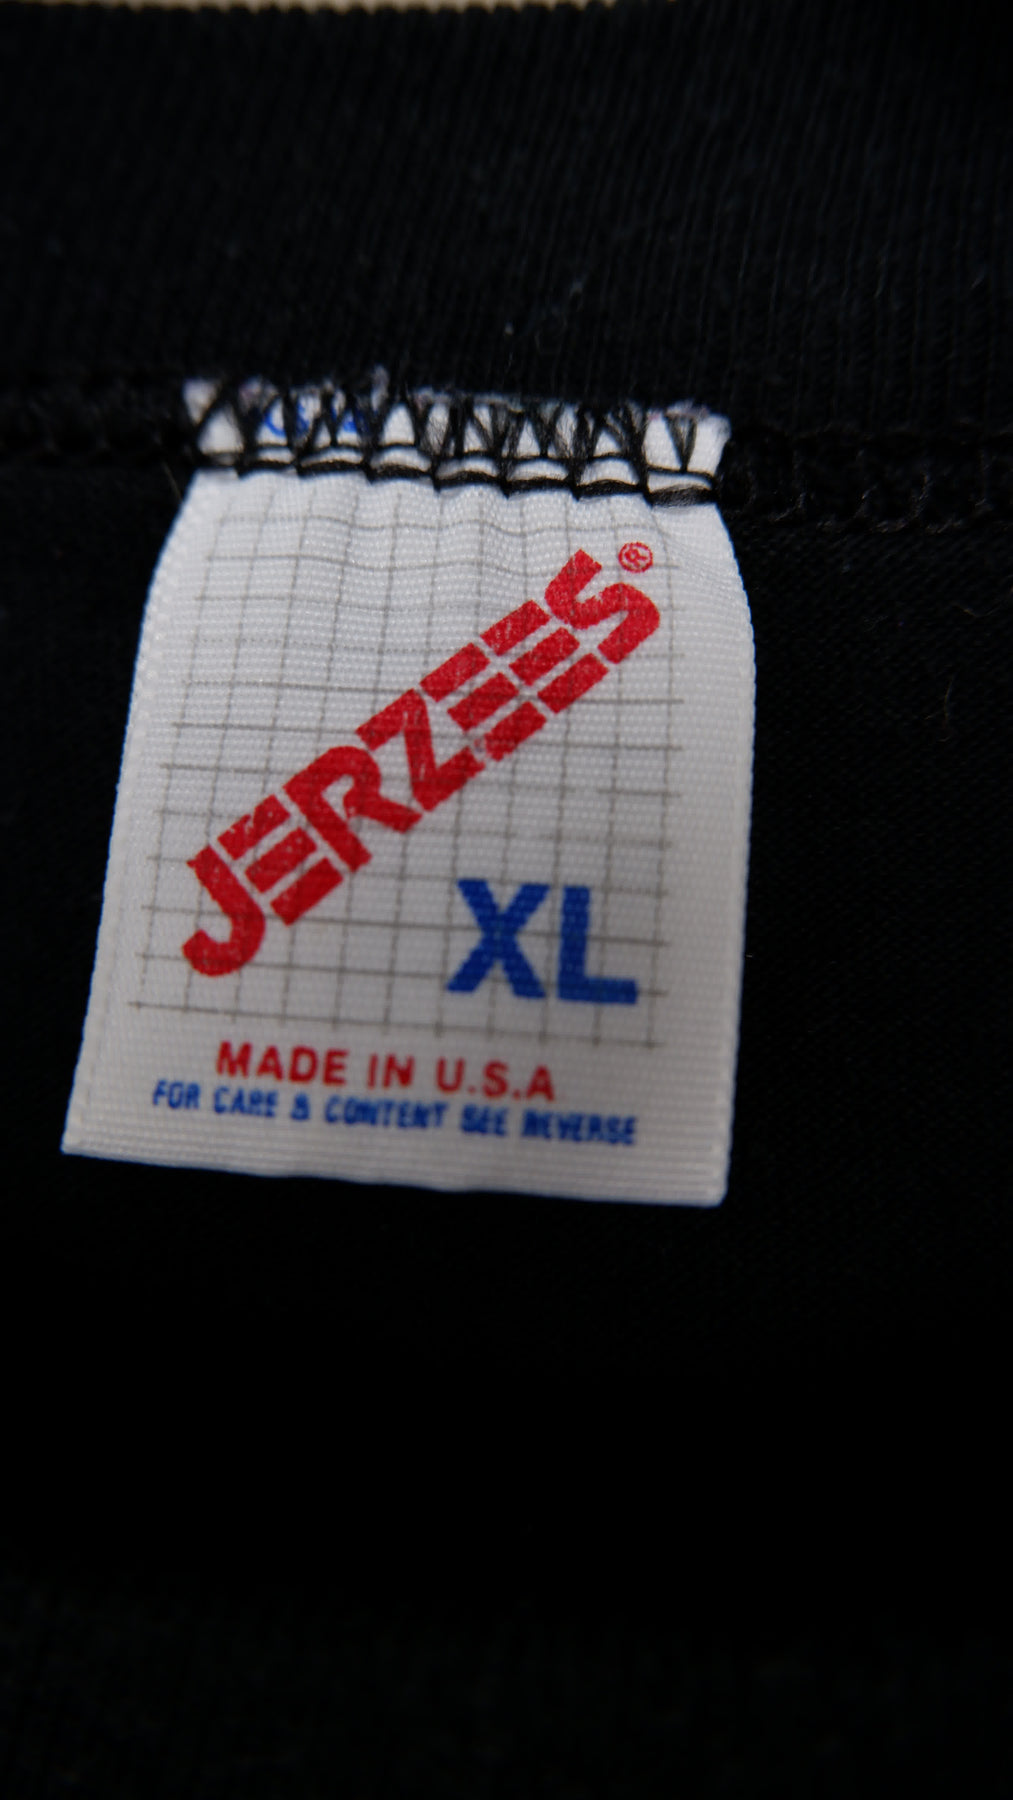 JERZEES®
XL
MADE IN U.S.A
FOR CARE & CONTENT SEE REVERSE